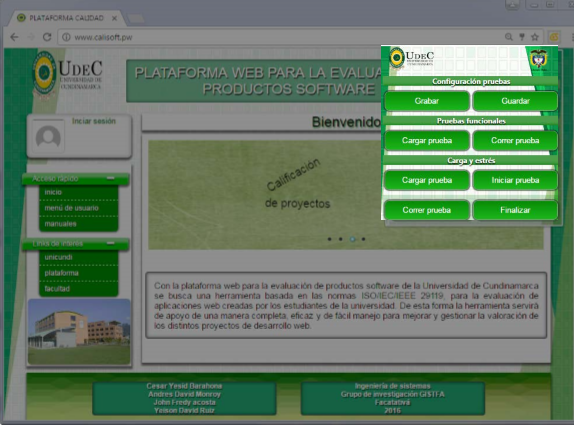 PLATAFORMA CALIDAD
www.calisoft.pw
UDEC
UNIVERSIDAD DE
CUNDINAMARCA
PLATAFORMA WEB PARA LA EVALUA
PRODUCTOS SOFTWARE
UDEC
UNIVERSIDAD DE
CUNDINAMARCA
Configuración pruebas
Grabar
Guardar
Pruebas funcionales
Cargar prueba
Correr prueba
Carga y estrés
Cargar prueba
Iniciar prueba
Correr prueba
Finalizar
Inciar sesión
Bienvenido
Acceso rápido
inicio
menú de usuario
manuales
Links de interés
unicundi
plataforma
facultad
Calificación
de proyectos
Con la plataforma web para la evaluación de productos software de la Universidad de Cundinamarca
se busca una herramienta basada en las normas ISO/IEC/IEEE 29119, para la evaluación de
aplicaciones web creadas por los estudiantes de la universidad. De esta forma la herramienta servirá
de apoyo de una manera completa, eficaz y de fácil manejo para mejorar y gestionar la valoración de
los distintos proyectos de desarrollo web.
Cesar Yesid Barahona
Andres David Monroy
John Fredy acosta
Yeison David Ruiz
Ingeniería de sistemas
Grupo de investigación GISTFA
Facatativá
2016